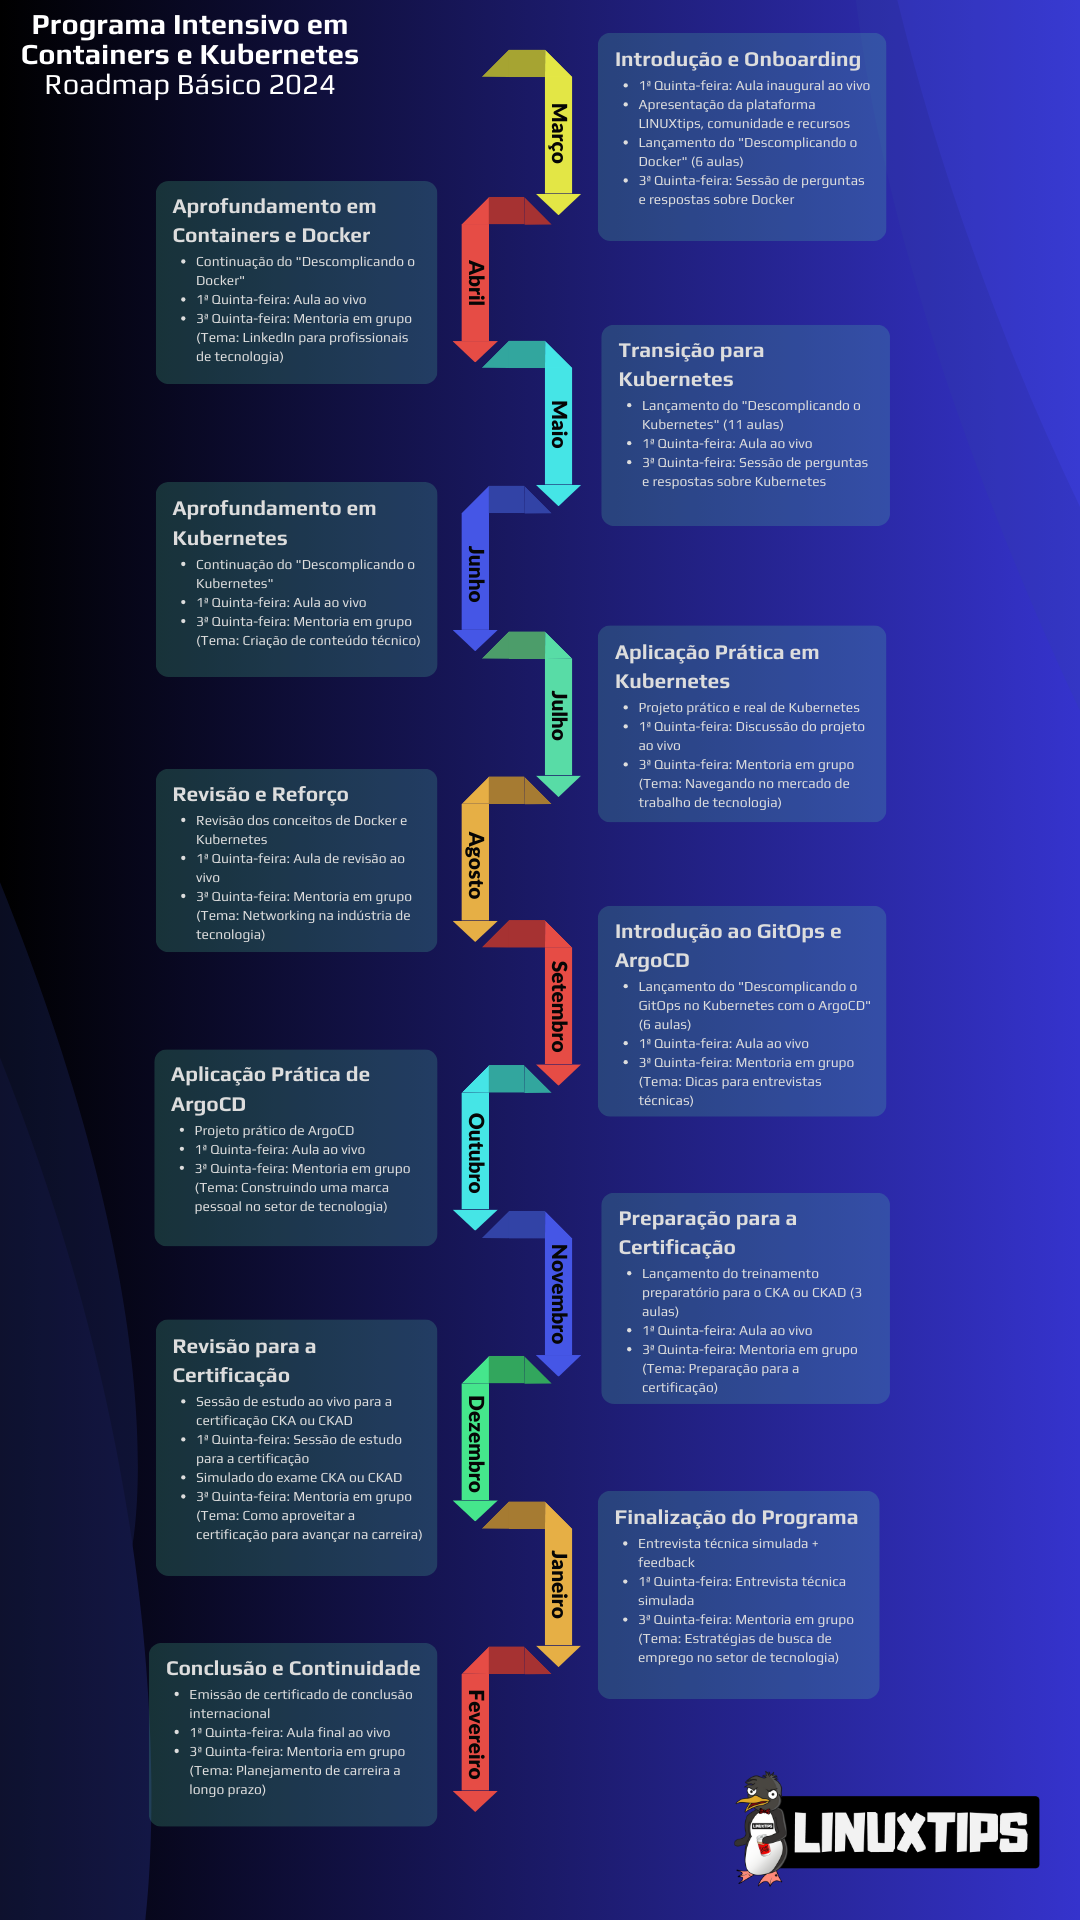 Programa Intensivo em
Containers e Kubernetes
Roadmap Básico 2024
Março
Introdução e Onboarding
• 1ª Quinta-feira: Aula inaugural ao vivo
• Apresentação da plataforma
LINUXtips, comunidade e recursos
• Lançamento do "Descomplicando o
Docker" (6 aulas)
• 3ª Quinta-feira: Sessão de perguntas
e respostas sobre Docker
Abril
Aprofundamento em
Containers e Docker
• Continuação do "Descomplicando o
Docker"
• 1ª Quinta-feira: Aula ao vivo
• 3ª Quinta-feira: Mentoria em grupo
(Tema: LinkedIn para profissionais
de tecnologia)
Maio
Transição para
Kubernetes
• Lançamento do "Descomplicando o
Kubernetes" (11 aulas)
• 1ª Quinta-feira: Aula ao vivo
• 3ª Quinta-feira: Sessão de perguntas
e respostas sobre Kubernetes
Junho
Aprofundamento em
Kubernetes
• Continuação do "Descomplicando o
Kubernetes"
• 1ª Quinta-feira: Aula ao vivo
• 3ª Quinta-feira: Mentoria em grupo
(Tema: Criação de conteúdo técnico)
Julho
Aplicação Prática em
Kubernetes
• Projeto prático e real de Kubernetes
• 1ª Quinta-feira: Discussão do projeto
ao vivo
• 3ª Quinta-feira: Mentoria em grupo
(Tema: Navegando no mercado de
trabalho de tecnologia)
Agosto
Revisão e Reforço
• Revisão dos conceitos de Docker e
Kubernetes
• 1ª Quinta-feira: Aula de revisão ao
vivo
• 3ª Quinta-feira: Mentoria em grupo
(Tema: Networking na indústria de
tecnologia)
Setembro
Introdução ao GitOps e
ArgoCD
• Lançamento do "Descomplicando o
GitOps no Kubernetes com o ArgoCD"
(6 aulas)
• 1ª Quinta-feira: Aula ao vivo
• 3ª Quinta-feira: Mentoria em grupo
(Tema: Dicas para entrevistas
técnicas)
Outubro
Aplicação Prática de
ArgoCD
• Projeto prático de ArgoCD
• 1ª Quinta-feira: Aula ao vivo
• 3ª Quinta-feira: Mentoria em grupo
(Tema: Construindo uma marca
pessoal no setor de tecnologia)
Novembro
Preparação para a
Certificação
• Lançamento do treinamento
preparatório para o CKA ou CKAD (3
aulas)
• 1ª Quinta-feira: Aula ao vivo
• 3ª Quinta-feira: Mentoria em grupo
(Tema: Preparação para a
certificação)
Dezembro
Revisão para a
Certificação
• Sessão de estudo ao vivo para a
certificação CKA ou CKAD
• 1ª Quinta-feira: Sessão de estudo
para a certificação
• Simulado do exame CKA ou CKAD
• 3ª Quinta-feira: Mentoria em grupo
(Tema: Como aproveitar a
certificação para avançar na carreira)
Janeiro
Finalização do Programa
• Entrevista técnica simulada +
feedback
• 1ª Quinta-feira: Entrevista técnica
simulada
• 3ª Quinta-feira: Mentoria em grupo
(Tema: Estratégias de busca de
emprego no setor de tecnologia)
Fevereiro
Conclusão e Continuidade
• Emissão de certificado de conclusão
internacional
• 1ª Quinta-feira: Aula final ao vivo
• 3ª Quinta-feira: Mentoria em grupo
(Tema: Planejamento de carreira a
longo prazo)
LINUXTIPS
LINUXTIPS